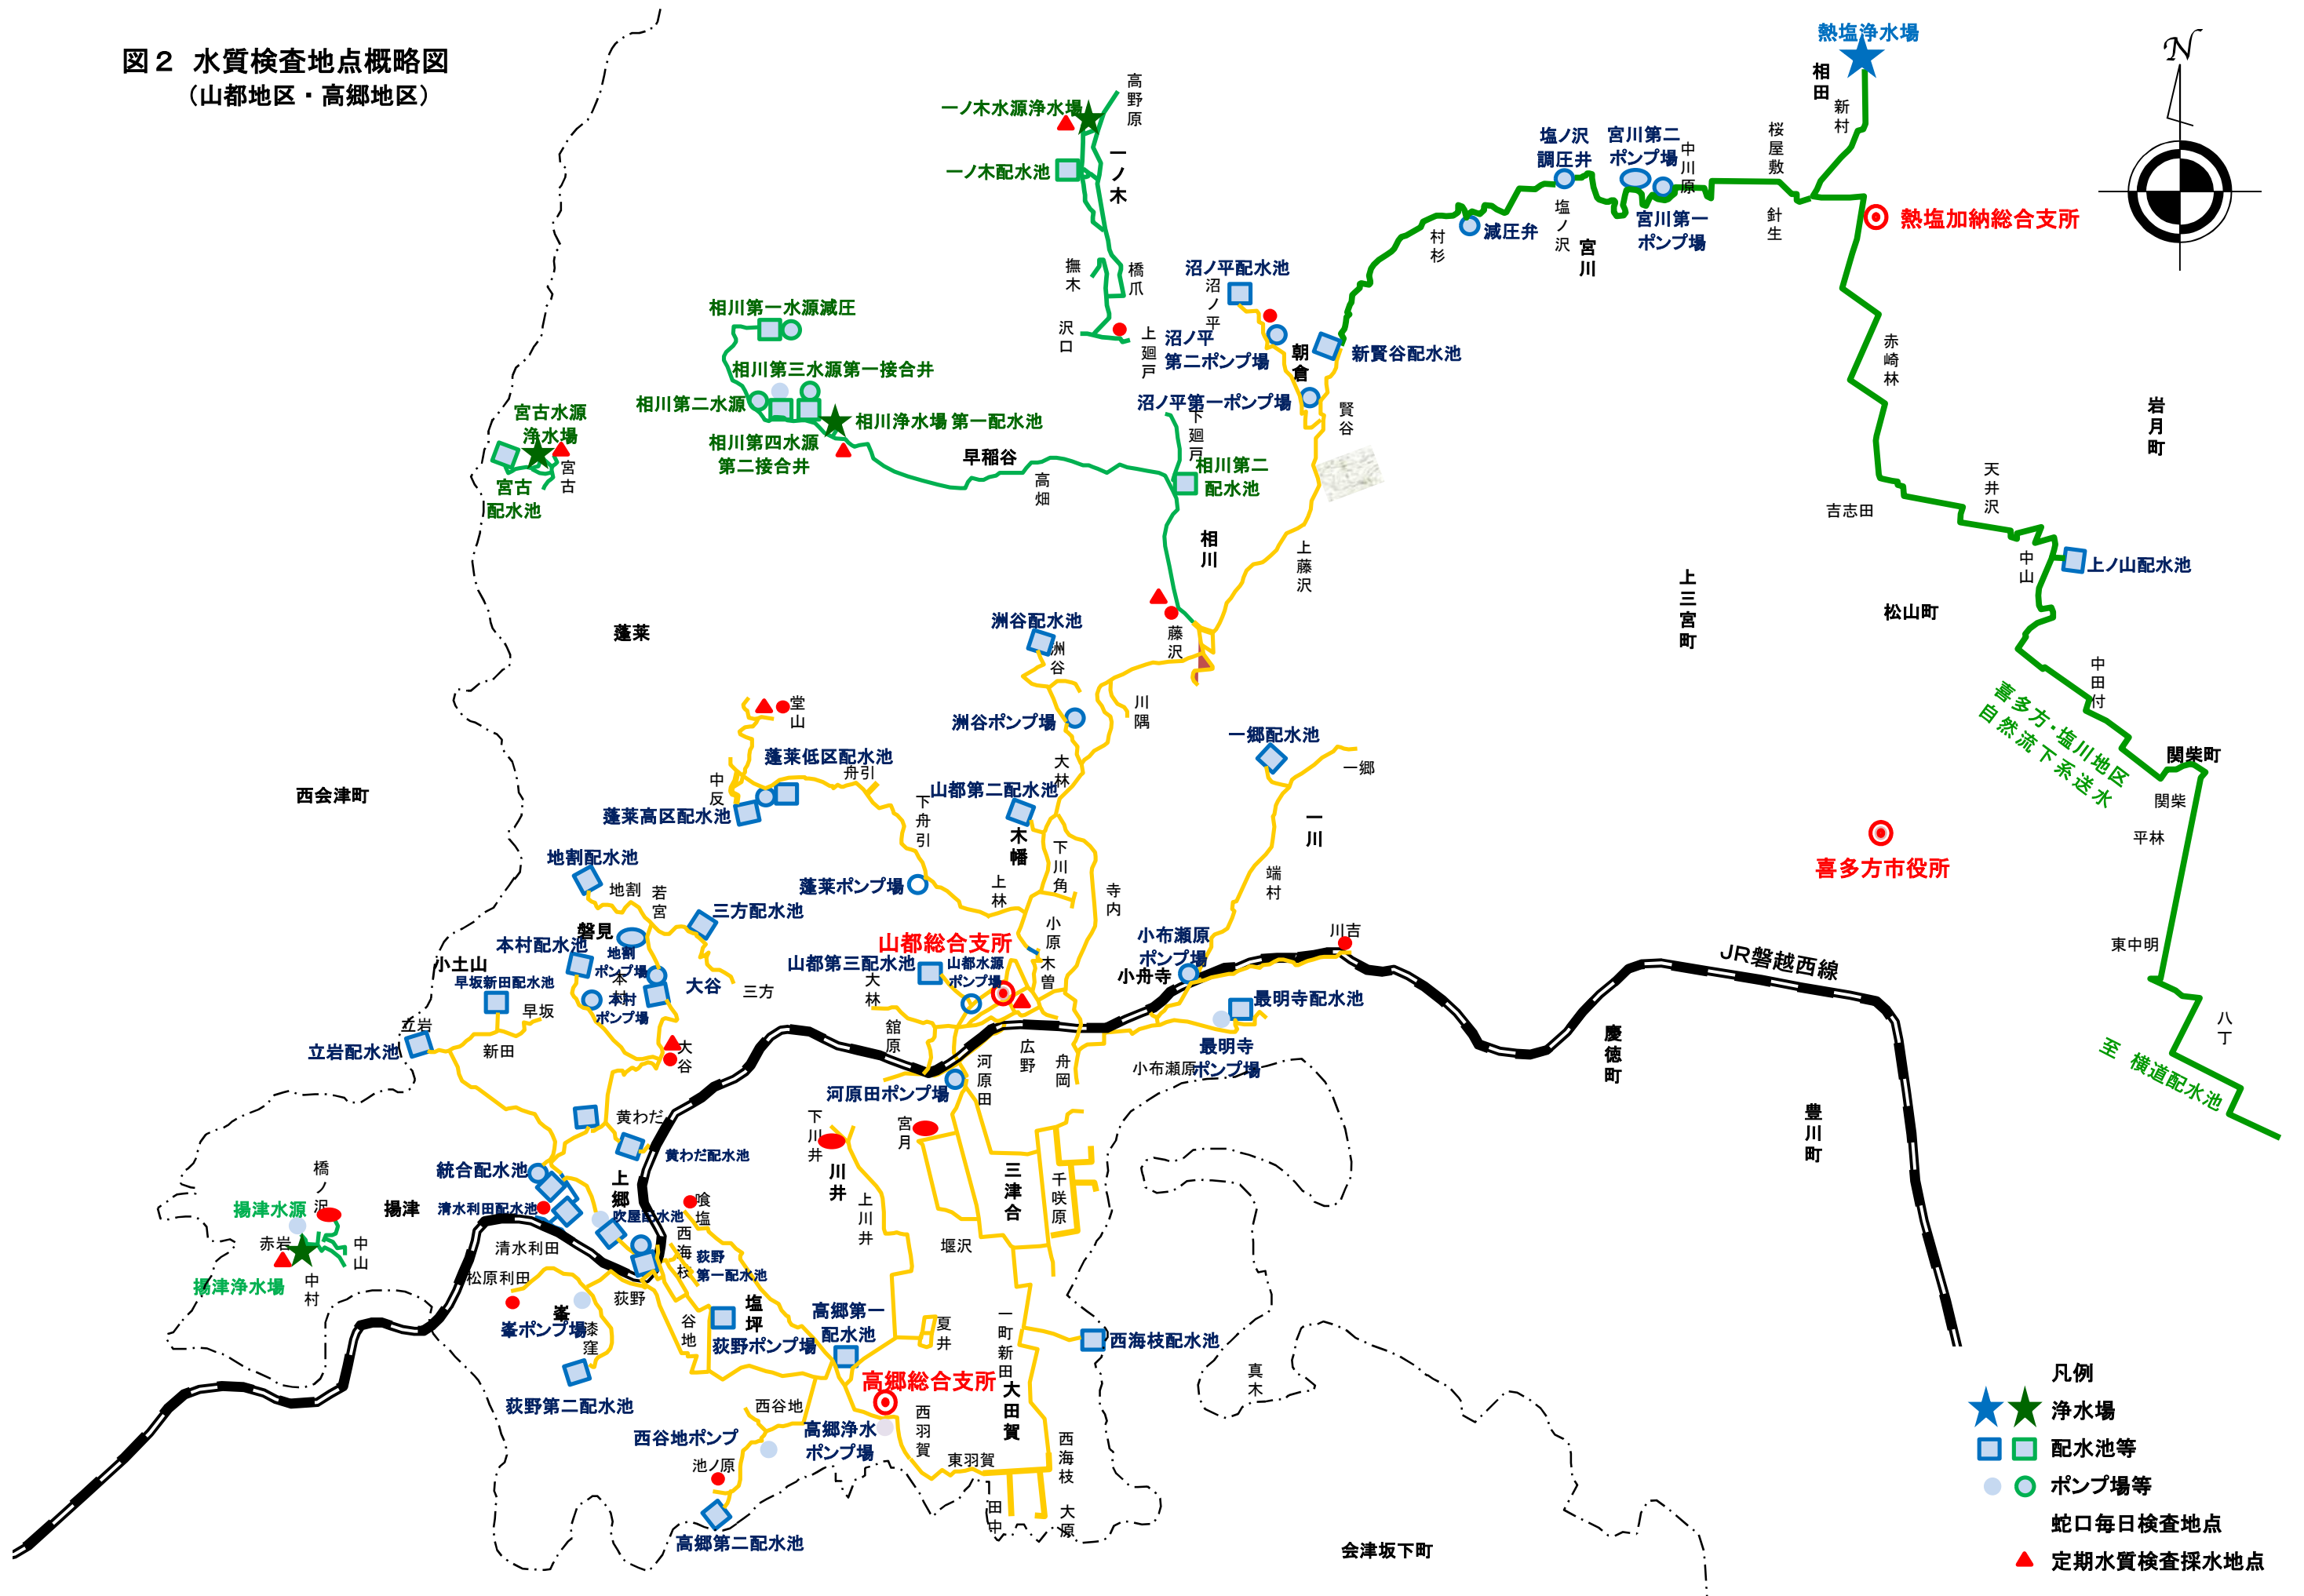 図２ 水質検査地点概略図
（山都地区・高郷地区）
熱塩浄水場
相田
新村
N
高野原
一ノ木水源浄水場
一ノ木
一ノ木配水池
撫木
橋爪
沢口
上廻戸
塩ノ沢
調圧井
宮川第二
ポンプ場
中川原
桜屋敷
針生
宮川第一
ポンプ場
塩ノ沢
宮川
村杉
減圧弁
熱塩加納総合支所
沼ノ平配水池
沼ノ平
沼ノ平
第二ポンプ場
朝倉
新賢谷配水池
沼ノ平第一ポンプ場
賢谷
下廻戸
相川第一水源減圧
相川第三水源第一接合井
相川第二水源
相川浄水場 第一配水池
相川第四水源
第二接合井
早稲谷
高畑
相川第二
配水池
相川
宮古水源
浄水場
宮古
宮古
配水池
赤崎林
岩月町
天井沢
吉志田
中山
上ノ山配水池
上藤沢
上三宮町
松山町
中田付
喜多方・塩川地区
自然流下系送水
関柴町
関柴
平林
喜多方市役所
東中明
八丁
至 横道配水池
蓬莱
西会津町
洲谷配水池
洲谷
藤沢
川隅
洲谷ポンプ場
大林
堂山
蓬莱低区配水池
中反
舟引
蓬莱高区配水池
下舟引
山都第二配水池
木幡
下川角
一郷配水池
一郷
一川
端村
地割配水池
地割
若宮
蓬莱ポンプ場
上林
寺内
三方配水池
磐見
本村配水池
地割
ポンプ場
小土山
早坂新田配水池
本村
本村
ポンプ場
大谷
三方
早坂
立岩
新田
立岩配水池
大谷
山都総合支所
山都第三配水池
山都水源
ポンプ場
小原
木曽
大林
舘原
小布瀬原
ポンプ場
小舟寺
川吉
最明寺配水池
最明寺
ポンプ場
小布瀬原
JR磐越西線
慶徳町
豊川町
広野
舟岡
河原田
河原田ポンプ場
黄わだ
黄わだ配水池
下川井
宮月
川井
上川井
三津合
千咲原
堰沢
統合配水池
上郷
清水利田配水池
吹屋配水池
喰塩
西海枝
荻野
第一配水池
清水利田
松原利田
荻野
橋ノ沢
揚津水源
揚津
赤岩
中山
揚津浄水場
中村
峯
峯ポンプ場
漆窪
荻野第二配水池
谷地
塩坪
荻野ポンプ場
高郷第一
配水池
夏井
一町新田
西海枝配水池
高郷総合支所
大田賀
真木
西谷地
西谷地ポンプ
高郷浄水
ポンプ場
西羽賀
東羽賀
西海枝
池ノ原
田中
大原
高郷第二配水池
会津坂下町
凡例
浄水場
配水池等
ポンプ場等
蛇口毎日検査地点
定期水質検査採水地点